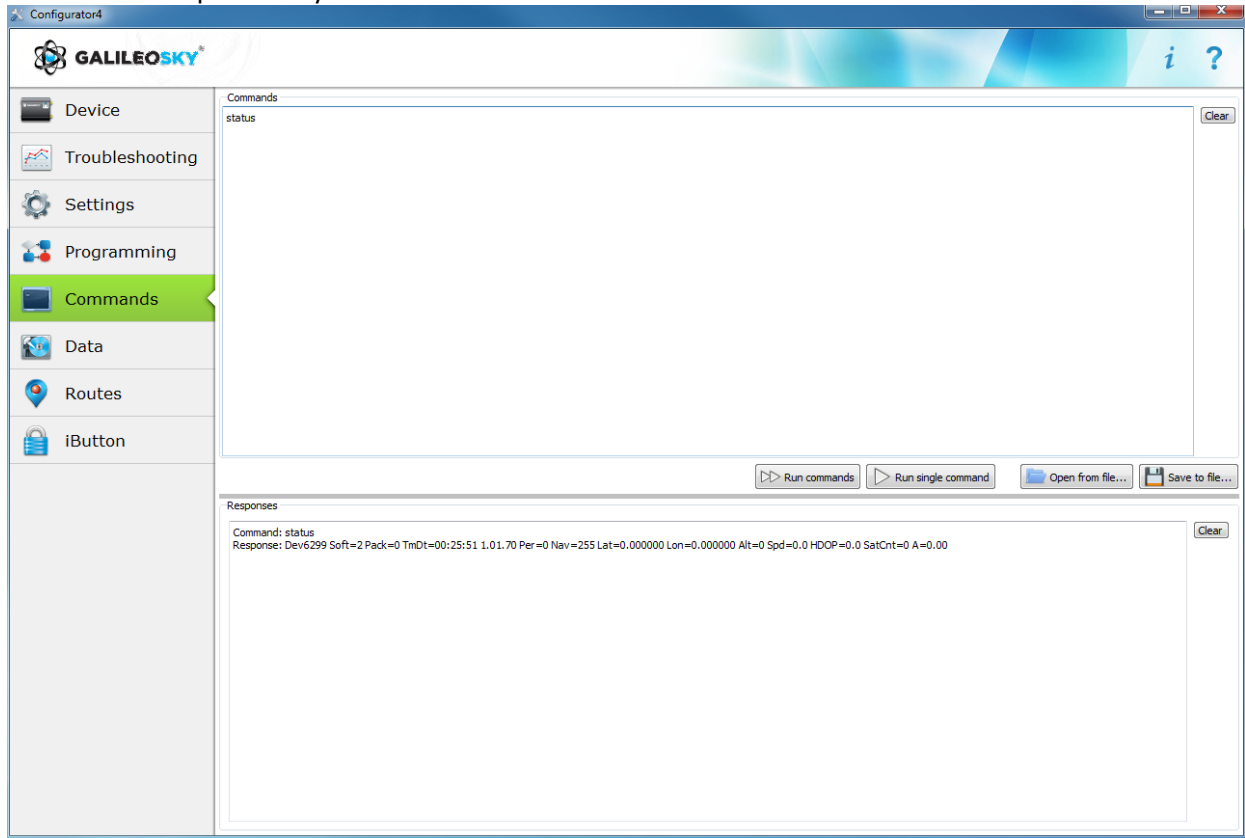 Configurator4
GALILEOSKY
i ?
Device
Troubleshooting
Settings
Programming
Commands
Data
Routes
iButton
Commands
status
Clear
Run commands
Run single command
Open from file...
Save to file...
Responses
Command: status
Response: Dev6299 Soft=2 Pack=0 TmDt=00:25:51 1.01.70 Per=0 Nav=255 Lat=0.000000 Lon=0.000000 Alt=0 Spd=0.0 HDOP=0.0 SatCnt=0 A=0.00
Clear